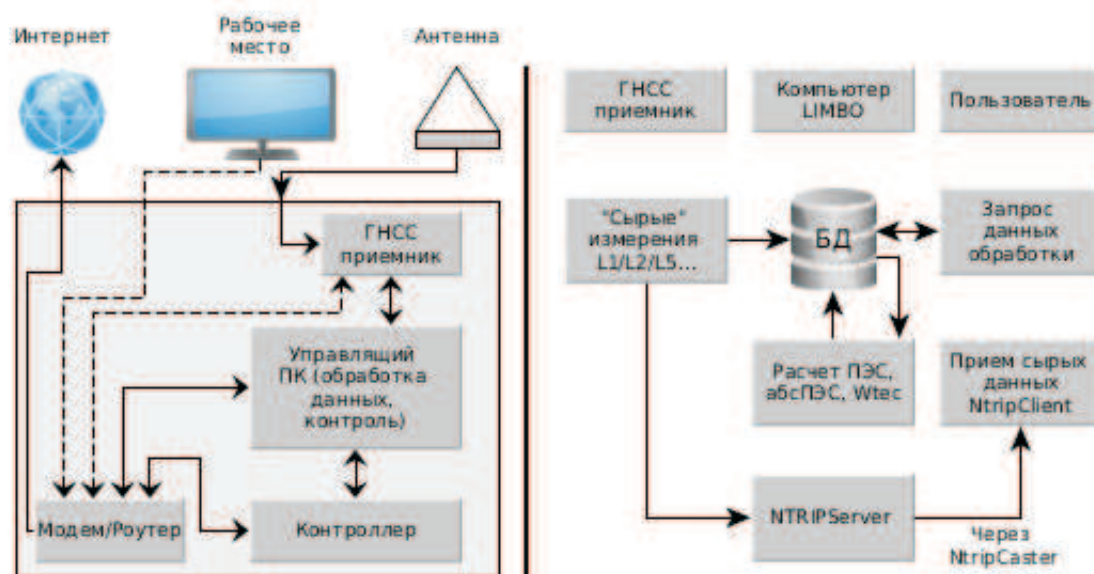 Интернет
Рабочее
место
Антенна
ГНСС
приемник
Управлящий
ПК (обработка
данных,
контроль)
Модем/Роутер
Контроллер
ГНСС
приемник
Компьютер
LIMBO
Пользователь
"Сырые"
измерения
L1/L2/L5...
БД
Запрос
данных
обработки
Расчет ПЭС,
абсПЭС, Wtec
Прием сырых
данных
NtripClient
NTRIPServer
Через
NtripCaster